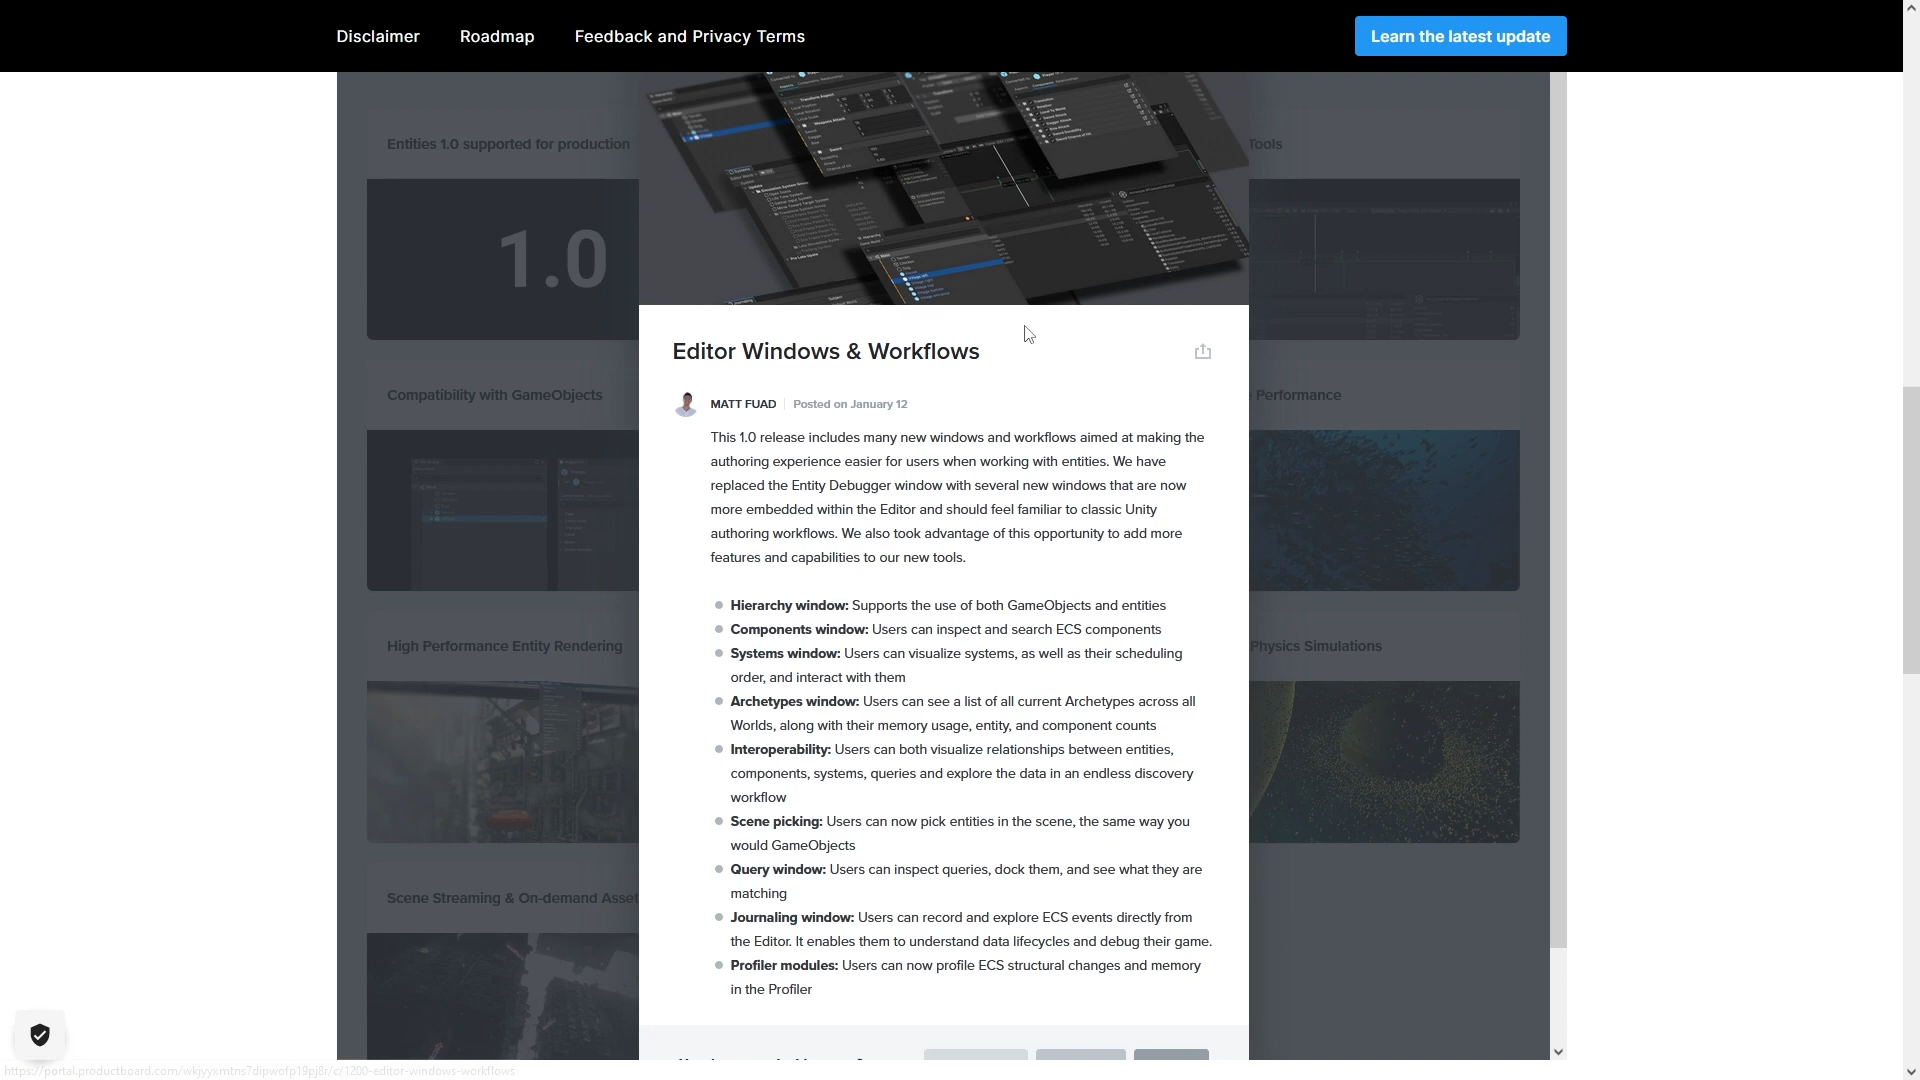 Disclaimer Roadmap Feedback and Privacy Terms Learn the latest update
Entities 1.0 supported for production
Tools
1.0
Compatibility with GameObjects
Performance
High Performance Entity Rendering
Physics Simulations
Scene Streaming & On-demand Asset
Editor Windows & Workflows
MATT FUAD Posted on January 12
This 1.0 release includes many new windows and workflows aimed at making the
authoring experience easier for users when working with entities. We have
replaced the Entity Debugger window with several new windows that are now
more embedded within the Editor and should feel familiar to classic Unity
authoring workflows. We also took advantage of this opportunity to add more
features and capabilities to our new tools.
Hierarchy window: Supports the use of both GameObjects and entities
Components window: Users can inspect and search ECS components
Systems window: Users can visualize systems, as well as their scheduling
order, and interact with them
Archetypes window: Users can see a list of all current Archetypes across all
Worlds, along with their memory usage, entity, and component counts
Interoperability: Users can both visualize relationships between entities,
components, systems, queries and explore the data in an endless discovery
workflow
Scene picking: Users can now pick entities in the scene, the same way you
would GameObjects
Query window: Users can inspect queries, dock them, and see what they are
matching
Journaling window: Users can record and explore ECS events directly from
the Editor. It enables them to understand data lifecycles and debug their game.
Profiler modules: Users can now profile ECS structural changes and memory
in the Profiler